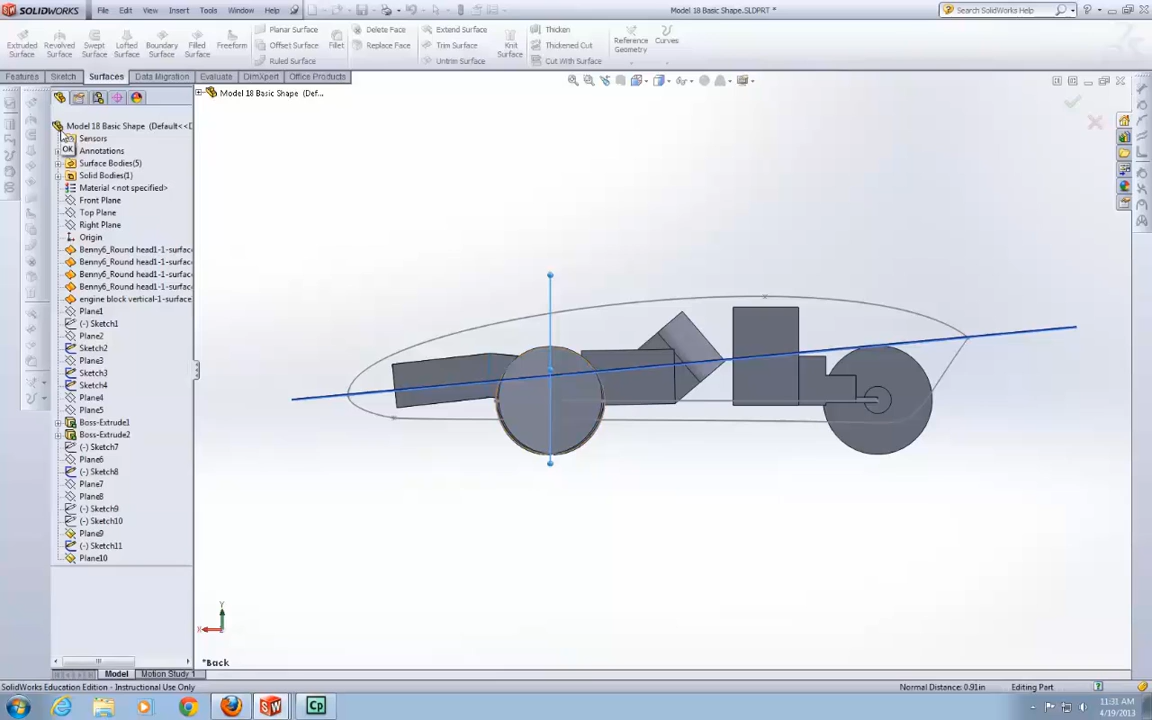 SOLIDWORKS File Edit View Insert Tools Window Help Model 18 Basic Shape.SLDPRT * Search SolidWorks Help
Extruded Surface Revolved Surface Swept Surface Lofted Surface Boundary Surface Filled Surface Freeform Planar Surface Offset Surface Ruled Surface Fillet Delete Face Replace Face Extend Surface Trim Surface Untrim Surface Knit Surface Thicken Thickened Cut Cut With Surface Reference Geometry Curves
Features Sketch Surfaces Data Migration Evaluate DimXpert Office Products
Model 18 Basic Shape (Def...
Model 18 Basic Shape (Default<<D
Sensors
OK
Annotations
Surface Bodies(5)
Solid Bodies(1)
Material <not specified>
Front Plane
Top Plane
Right Plane
Origin
Benny6_Round head1-1-surface
Benny6_Round head1-1-surface
Benny6_Round head1-1-surface
Benny6_Round head1-1-surface
engine block vertical-1-surface
Plane1
(-) Sketch1
Plane2
Sketch2
Plane3
Sketch3
Sketch4
Plane4
Plane5
Boss-Extrude1
Boss-Extrude2
(-) Sketch7
Plane6
(-) Sketch8
Plane7
Plane8
(-) Sketch9
(-) Sketch10
Plane9
(-) Sketch11
Plane10
Y
X
*Back
Model Motion Study 1
SolidWorks Education Edition - Instructional Use Only Normal Distance: 0.91in Editing Part
11:31 AM
4/19/2013